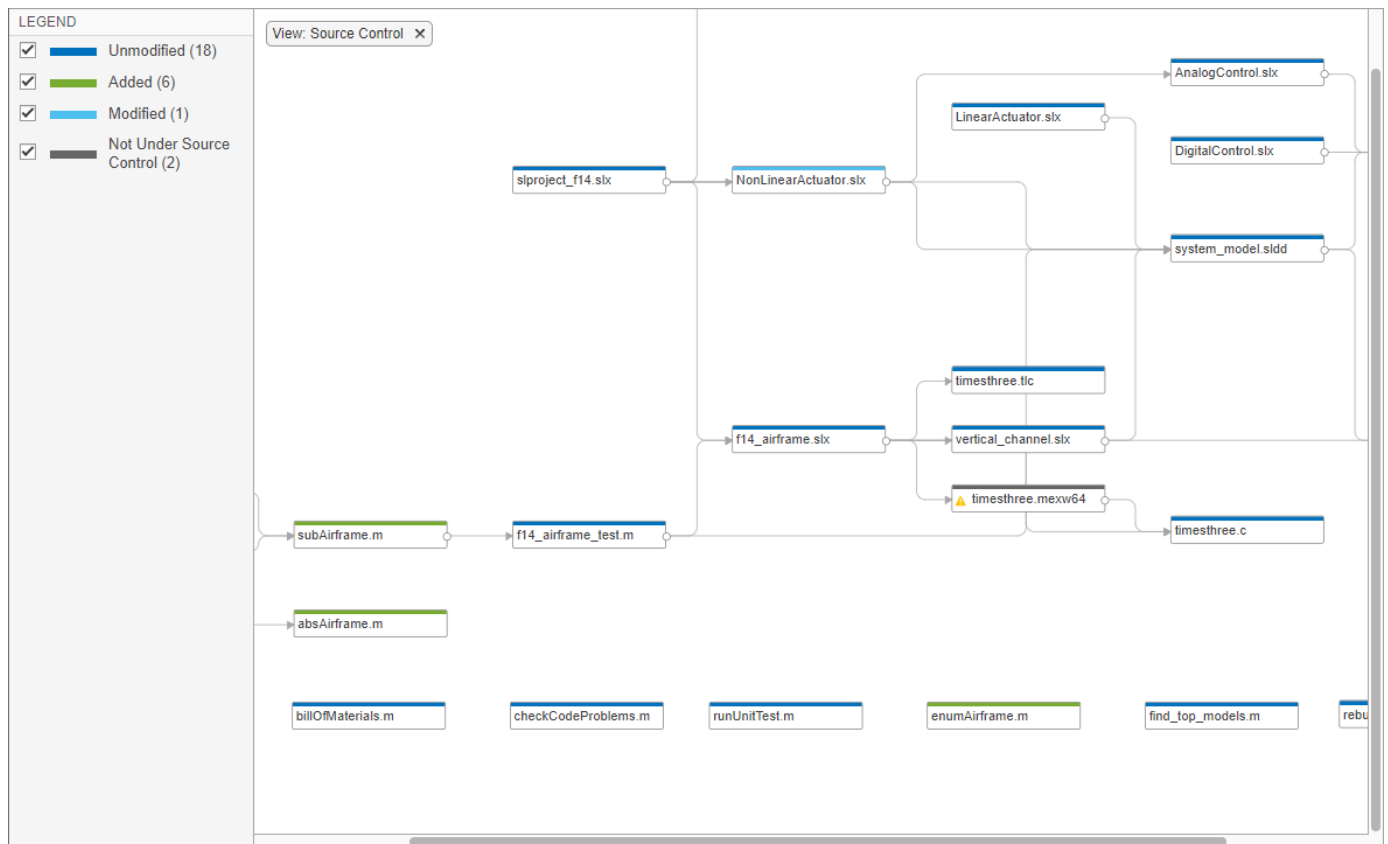 LEGEND
Unmodified (18)
Added (6)
Modified (1)
Not Under Source
Control (2)
View: Source Control ✕
AnalogControl.slx
LinearActuator.slx
DigitalControl.slx
slproject_f14.slx
NonLinearActuator.slx
system_model.sldd
timesthree.tlc
f14_airframe.slx
vertical_channel.slx
timesthree.mexw64
subAirframe.m
f14_airframe_test.m
timesthree.c
absAirframe.m
billOfMaterials.m
checkCodeProblems.m
runUnitTest.m
enumAirframe.m
find_top_models.m
rebu